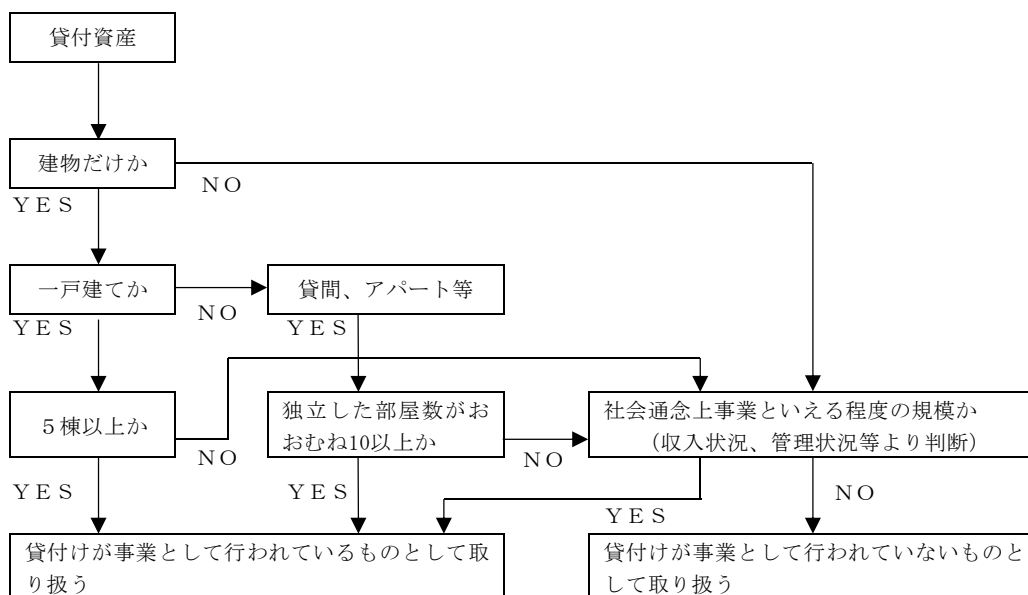 貸付資産
建物だけか
NO
YES
一戸建てか
貸間、アパート等
YES
NO
YES
5棟以上か
独立した部屋数がお
おむね10以上か
社会通念上事業といえる程度の規模か
（収入状況、管理状況等より判断）
NO
NO
YES
YES
NO
YES
貸付けが事業として行われているものとして取
り扱う
貸付けが事業として行われていないものと
して取り扱う